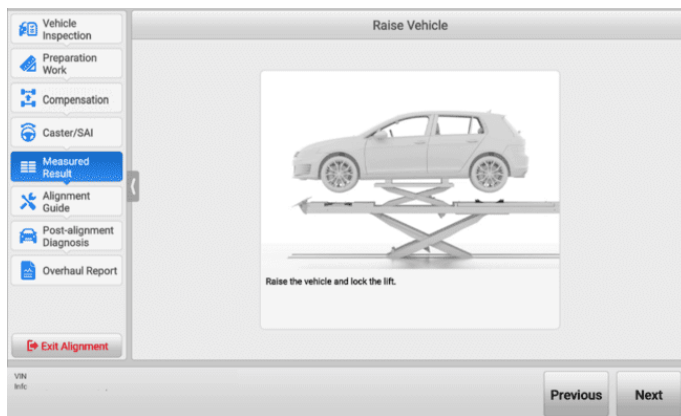 Raise Vehicle
Vehicle
Inspection
Preparation
Work
Compensation
Caster/SAI
Measured
Result
Alignment
Guide
Post-alignment
Diagnosis
Overhaul Report
Exit Alignment
Raise the vehicle and lock the lift.
VIN
Info:
Previous
Next